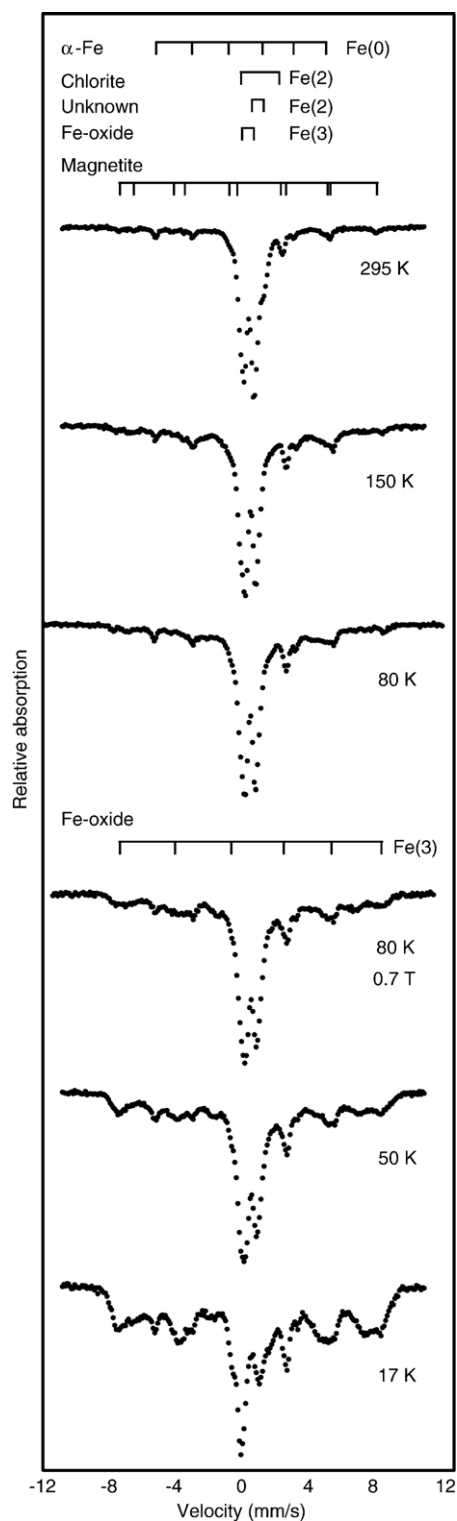 α-Fe Fe(0)
Chlorite Fe(2)
Unknown Fe(2)
Fe-oxide Fe(3)
Magnetite
295 K
150 K
80 K
Relative absorption
Fe-oxide
Fe(3)
80 K
0.7 T
50 K
17 K
-12 -8 -4 0 4 8 12
Velocity (mm/s)